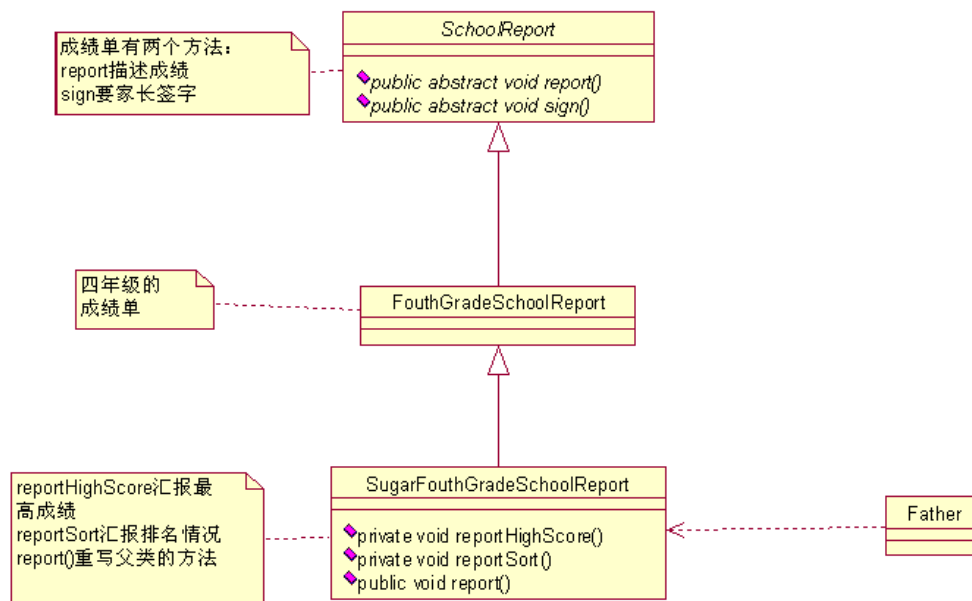 SchoolReport
成绩单有两个方法：
report描述成绩
sign要家长签字
public abstract void report()
public abstract void sign()
四年级的
成绩单
FouthGradeSchoolReport
SugarFouthGradeSchoolReport
reportHighScore汇报最
高成绩
reportSort汇报排名情况
report()重写父类的方法
private void reportHighScore()
private void reportSort()
public void report()
Father